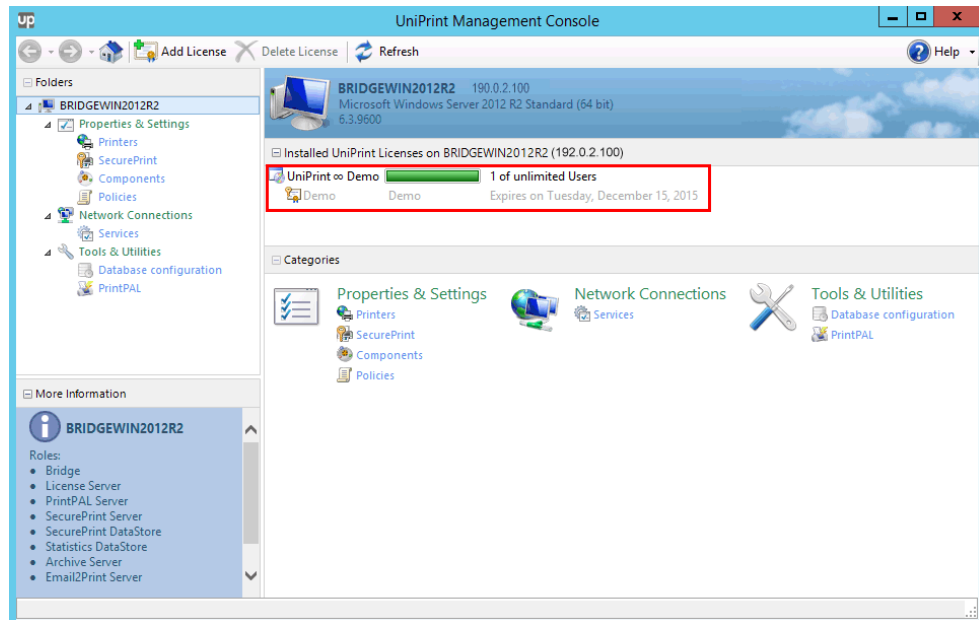 up
UniPrint Management Console
Add License
Delete License
Refresh
Help
Folders
BRIDGEWIN2012R2
Properties & Settings
Printers
SecurePrint
Components
Policies
Network Connections
Services
Tools & Utilities
Database configuration
PrintPAL
More Information
BRIDGEWIN2012R2
Roles:
• Bridge
• License Server
• PrintPAL Server
• SecurePrint Server
• SecurePrint DataStore
• Statistics DataStore
• Archive Server
• Email2Print Server
BRIDGEWIN2012R2 190.0.2.100
Microsoft Windows Server 2012 R2 Standard (64 bit)
6.3.9600
Installed UniPrint Licenses on BRIDGEWIN2012R2 (192.0.2.100)
UniPrint ∞ Demo 1 of unlimited Users
Demo Demo Expires on Tuesday, December 15, 2015
Categories
Properties & Settings
Printers
SecurePrint
Components
Policies
Network Connections
Services
Tools & Utilities
Database configuration
PrintPAL